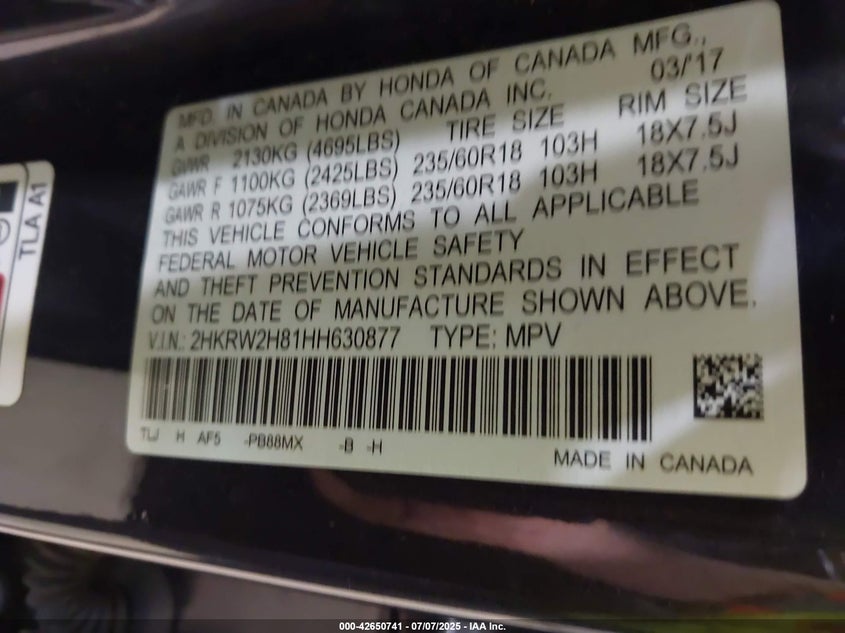 MFD. IN CANADA BY HONDA OF CANADA MFG.,
A DIVISION OF HONDA CANADA INC. 03/'17
GVWR 2130KG (4695LBS) TIRE SIZE RIM SIZE
GAWR F 1100KG (2425LBS) 235/60R18 103H 18X7.5J
GAWR R 1075KG (2369LBS) 235/60R18 103H 18X7.5J
THIS VEHICLE CONFORMS TO ALL APPLICABLE
FEDERAL MOTOR VEHICLE SAFETY
AND THEFT PREVENTION STANDARDS IN EFFECT
ON THE DATE OF MANUFACTURE SHOWN ABOVE.
V.I.N.: 2HKRW2H81HH630877 TYPE: MPV
TLJ H AF5 -PB88MX -B -H
MADE IN CANADA
TLA A1
000-42650741 / 07/07/2025 - IAA Inc.